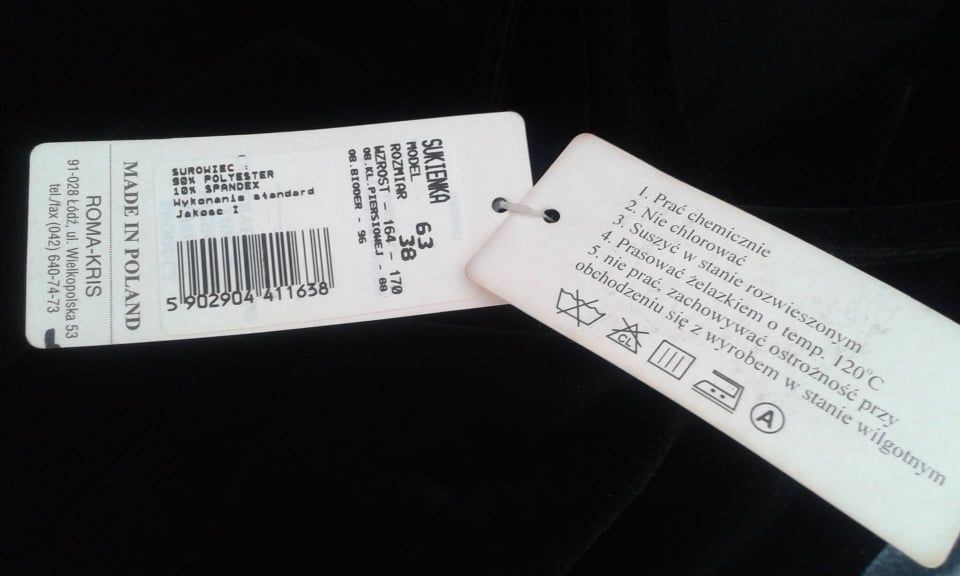 SUKIENKA
MODEL 63
ROZMIAR 38
WZROST - 164 - 170
OB.KL.PIERSIOWEJ - 88
OB.BIODER - 96
SUROWIEC :
90% POLYESTER
10% SPANDEX
Wykonanie standard
Jakosc I
5 902904 411638
MADE IN POLAND
ROMA-KRIS
91-028 Łódź, ul. Wielkopolska 53
tel./fax (042) 640-74-73
1. Prać chemicznie
2. Nie chlorować
3. Suszyć w stanie rozwieszonym
4. Prasować żelazkiem o temp. 120°C
5. nie prać, zachowywać ostrożność przy
obchodzeniu się z wyrobem w stanie wilgotnym
CL
A